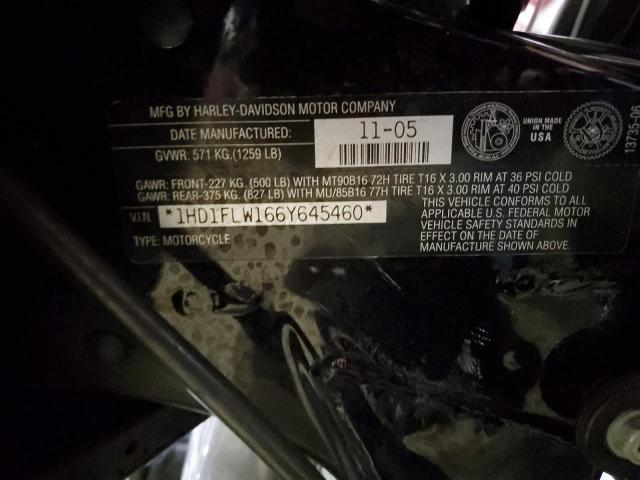 MFG BY HARLEY-DAVIDSON MOTOR COMPANY
DATE MANUFACTURED:
11-05
UNION MADE
IN THE
USA
GVWR: 571 KG.(1259 LB)
GAWR: FRONT-227 KG. (500 LB) WITH MT90B16 72H TIRE T16 X 3.00 RIM AT 36 PSI COLD
GAWR: REAR-375 KG. (827 LB) WITH MU/85B16 77H TIRE T16 X 3.00 RIM AT 40 PSI COLD
V.I.N. *1HD1FLW166Y645460*
TYPE: MOTORCYCLE
THIS VEHICLE CONFORMS TO ALL
APPLICABLE U.S. FEDERAL MOTOR
VEHICLE SAFETY STANDARDS IN
EFFECT ON THE DATE OF
MANUFACTURE SHOWN ABOVE.